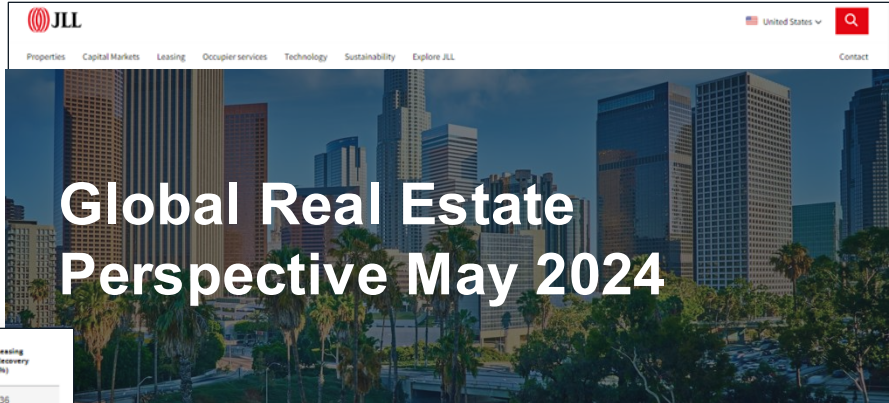 JLL
United States
Properties Capital Markets Leasing Occupier services Technology Sustainability Explore JLL Contact
Global Real Estate
Perspective May 2024
36